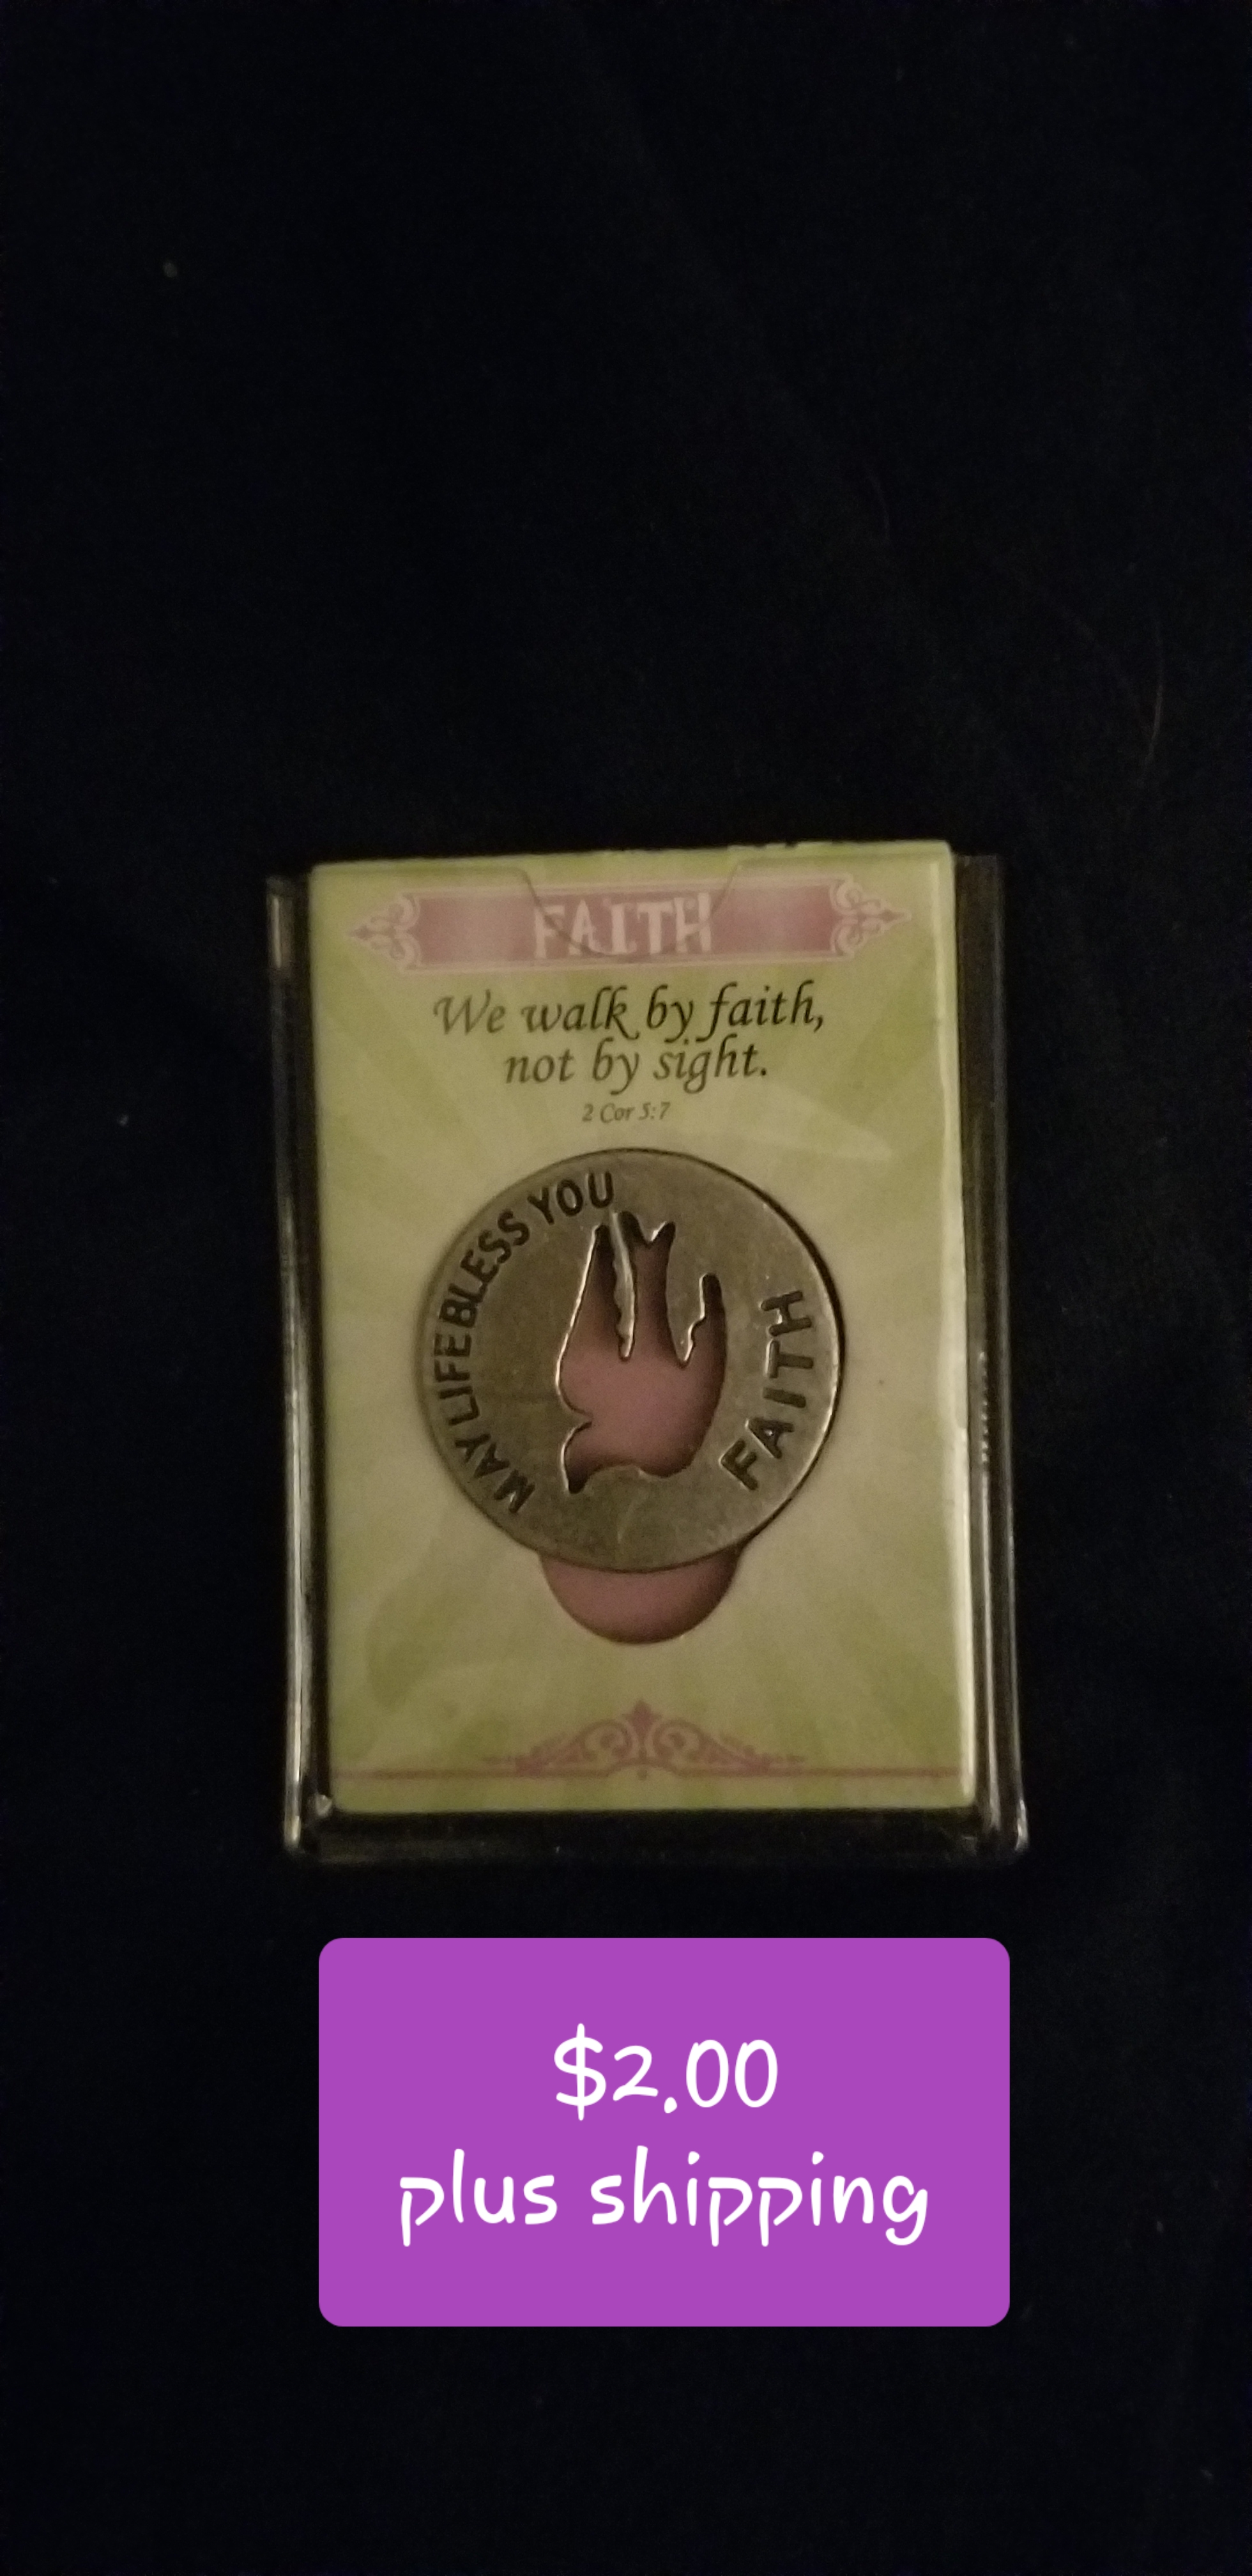 FAITH
We walk by faith,
not by sight.
2 Cor 5:7
MAY LIFE BLESS YOU
FAITH
$2.00
plus shipping